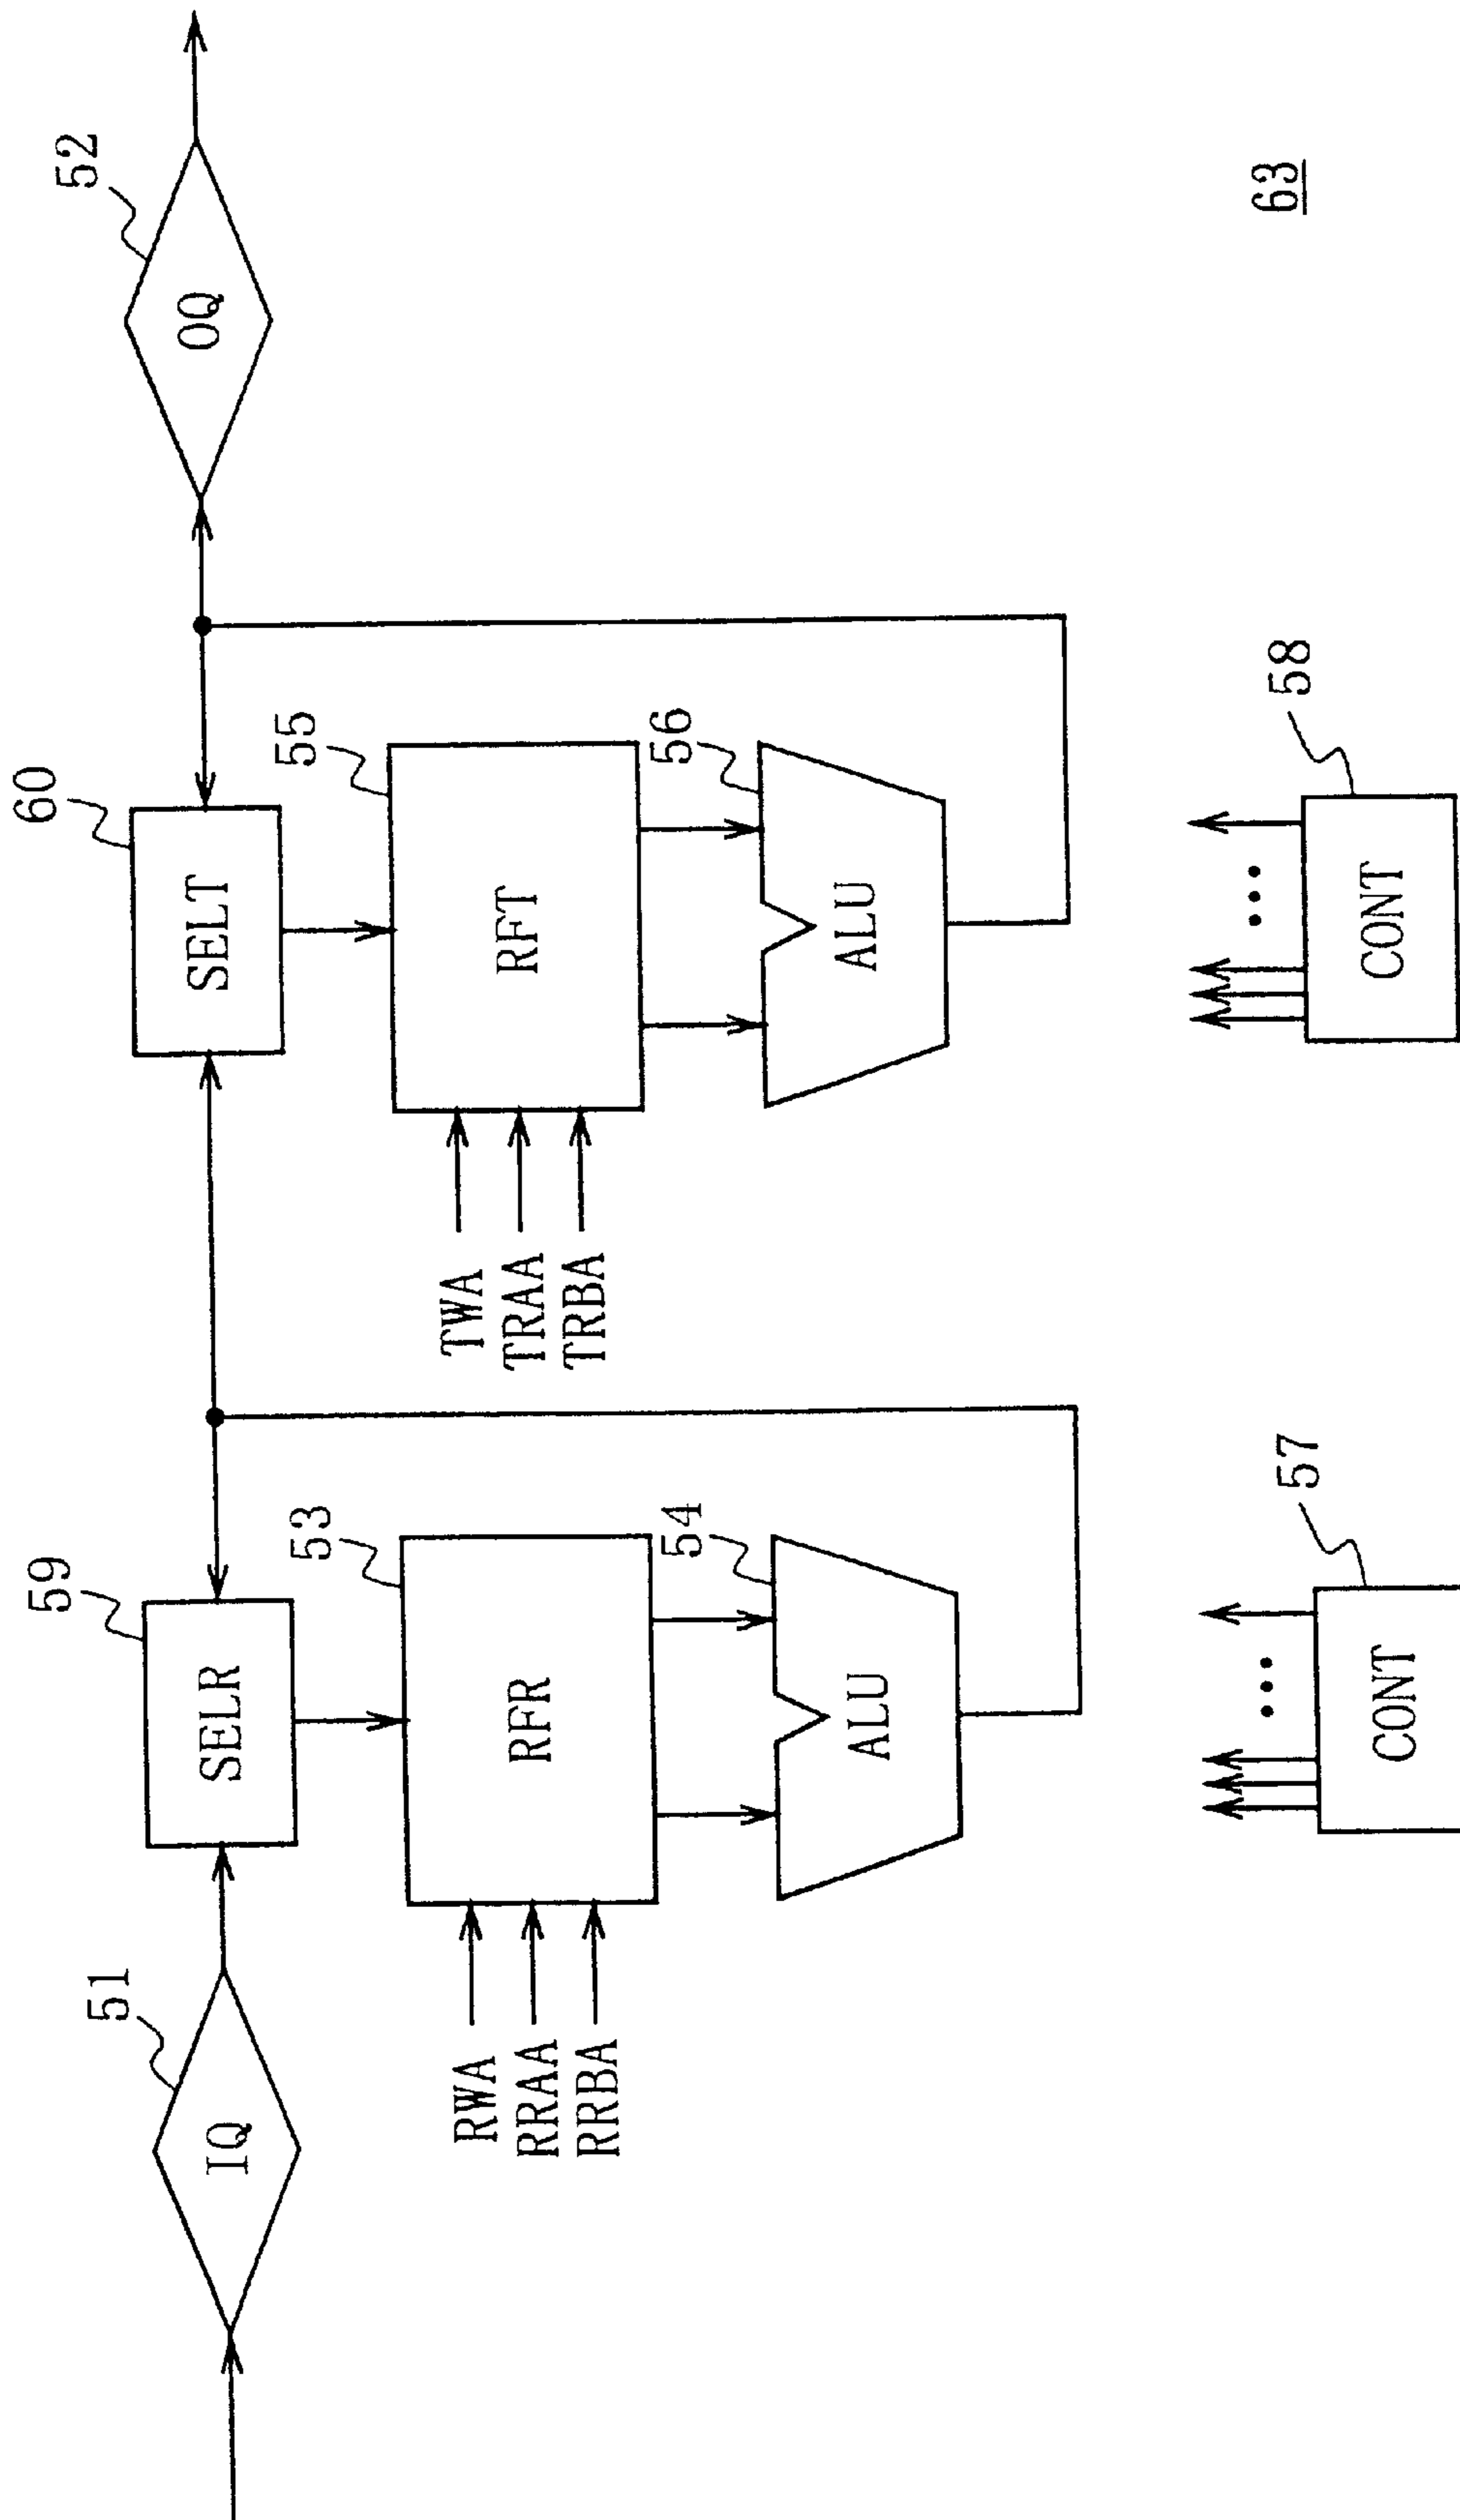 59
60
52
51
IQ
SELR
SELT
OQ
53
55
RWA
RRAA
RRBA
RFR
TWA
TRAA
TRBA
RFT
54
56
ALU
ALU
57
58
63
CONT
CONT